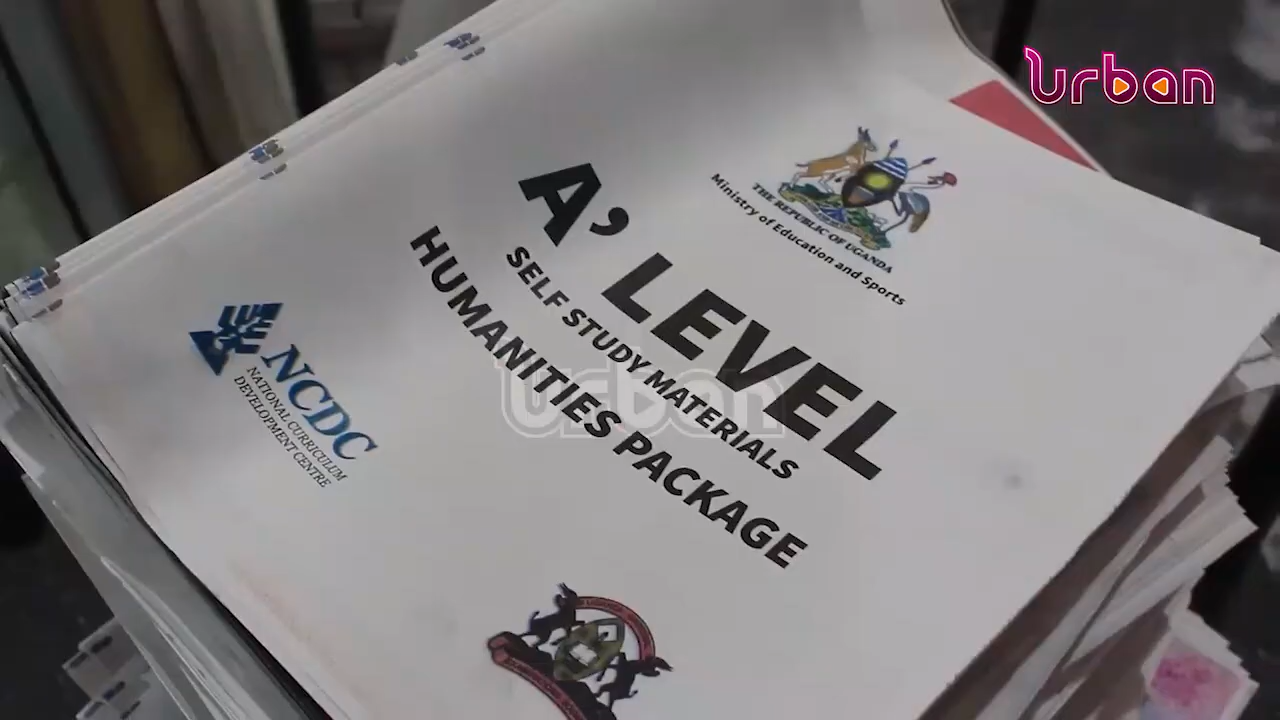 Urban
THE REPUBLIC OF UGANDA
Ministry of Education and Sports
A' LEVEL
SELF STUDY MATERIALS
HUMANITIES PACKAGE
NCDC
NATIONAL CURRICULUM
DEVELOPMENT CENTRE
Urban